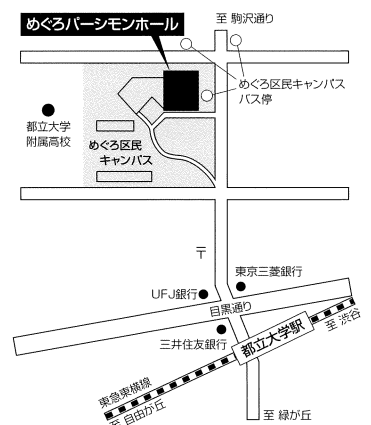 めぐろパーシモンホール
至 駒沢通り
めぐろ区民キャンパス
バス停
都立大学
附属高校
めぐろ区民
キャンパス
〒
東京三菱銀行
UFJ銀行
目黒通り
三井住友銀行
都立大学駅
至 渋谷
東急東横線
至 自由が丘
至 緑が丘